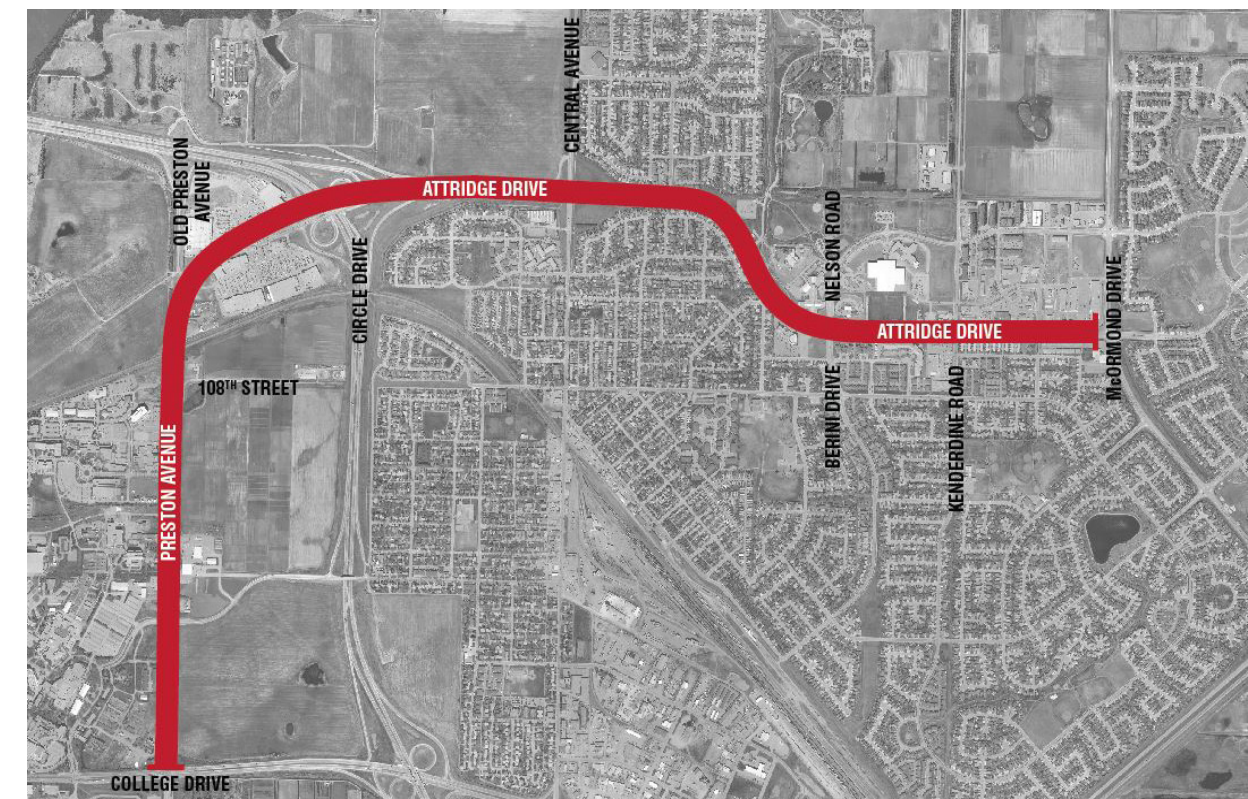 CENTRAL AVENUE
OLD PRESTON
AVENUE
ATTRIDGE DRIVE
NELSON ROAD
CIRCLE DRIVE
McORMOND DRIVE
ATTRIDGE DRIVE
108TH STREET
BERINI DRIVE
KENDERDINE ROAD
PRESTON AVENUE
COLLEGE DRIVE